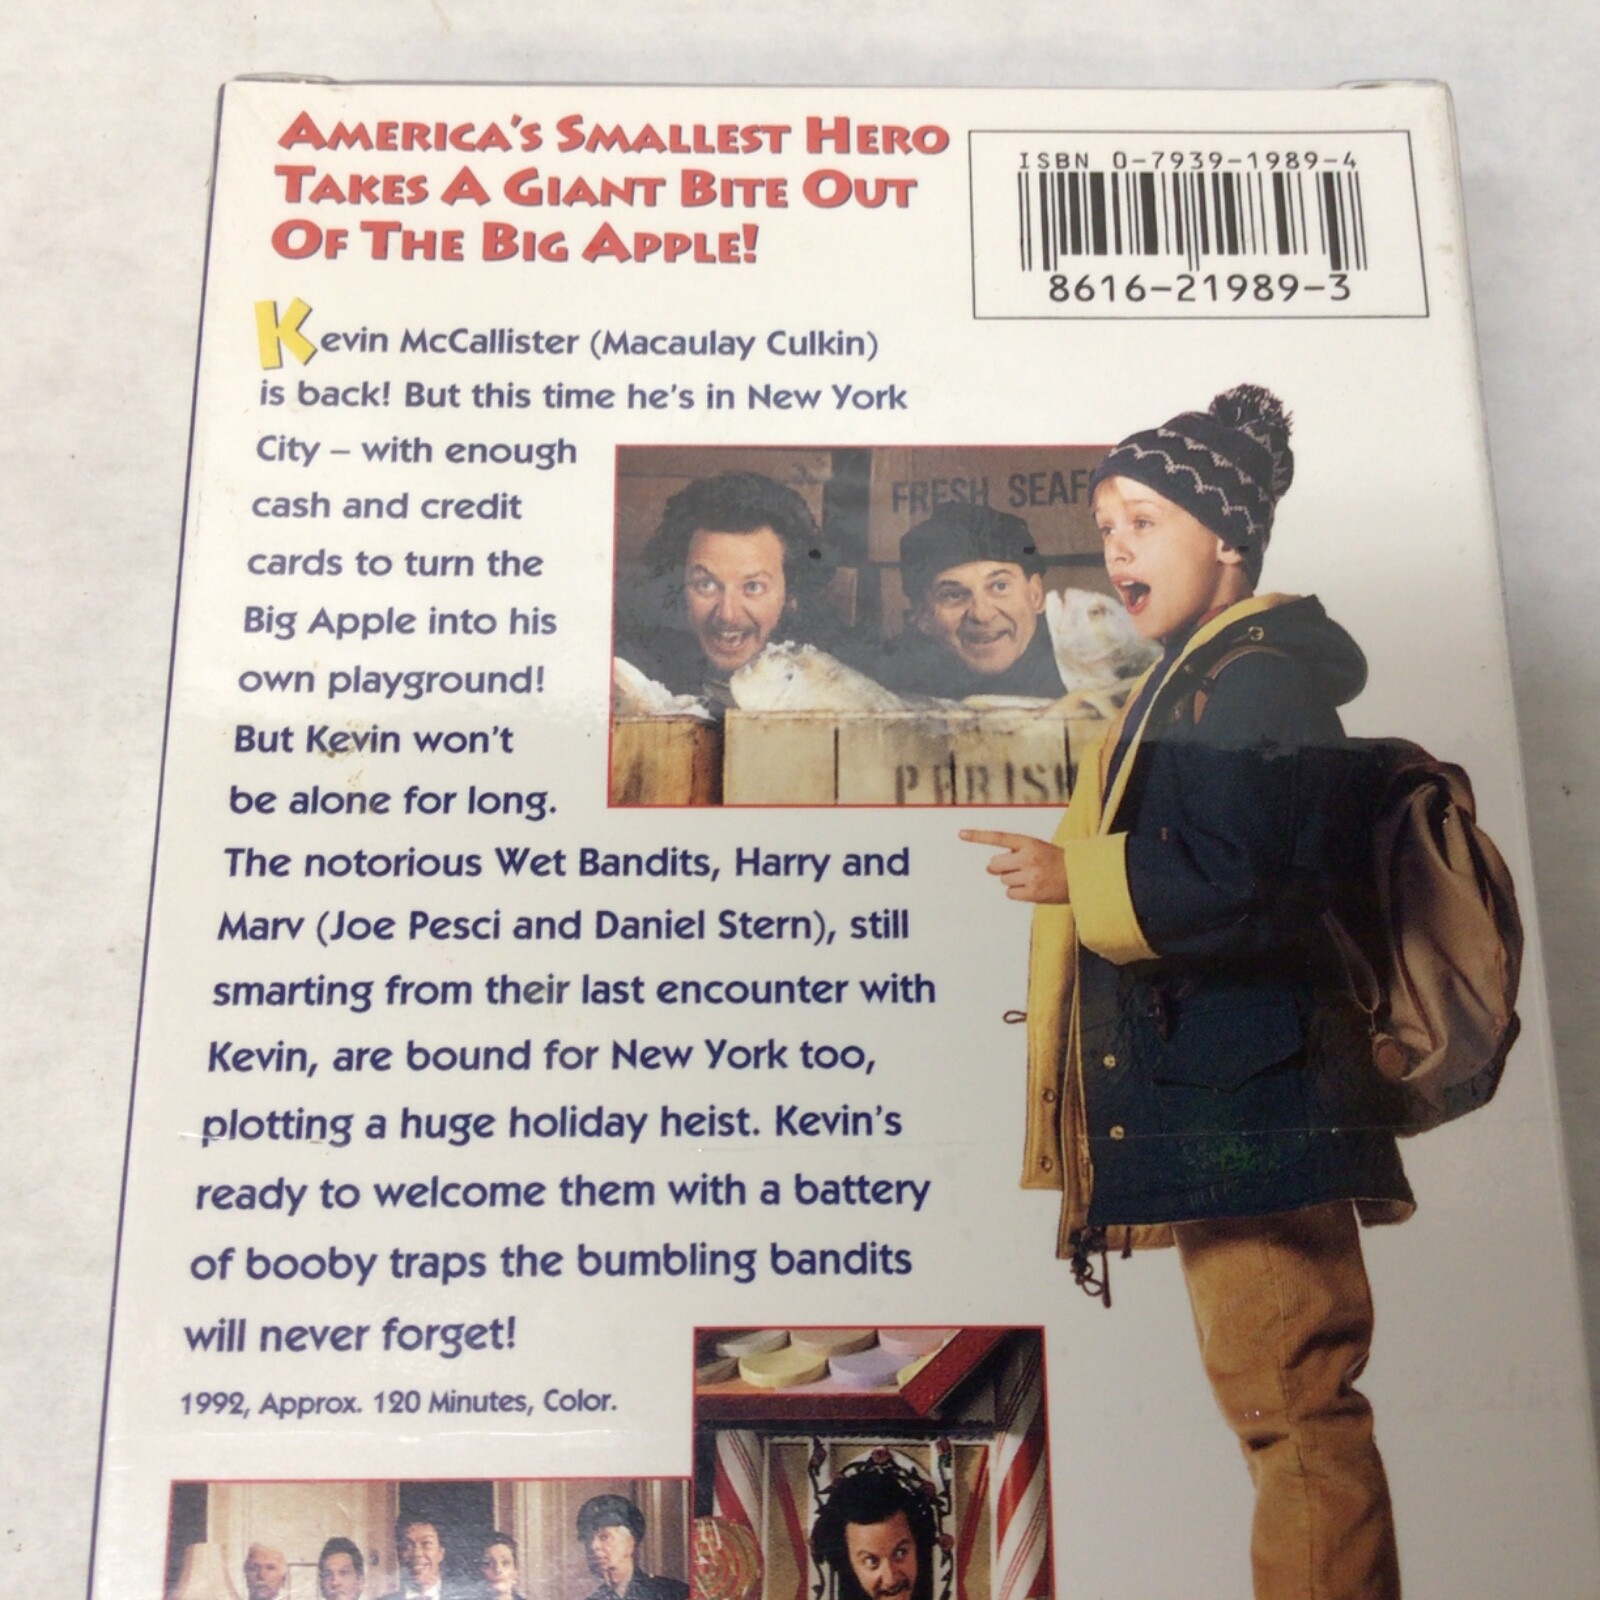 AMERICA'S SMALLEST HERO
TAKES A GIANT BITE OUT
OF THE BIG APPLE!
ISBN 0-7939-1989-4
8616-21989-3
Kevin McCallister (Macaulay Culkin)
is back! But this time he's in New York
City – with enough
cash and credit
cards to turn the
Big Apple into his
own playground!
But Kevin won't
be alone for long.
The notorious Wet Bandits, Harry and
Marv (Joe Pesci and Daniel Stern), still
smarting from their last encounter with
Kevin, are bound for New York too,
plotting a huge holiday heist. Kevin's
ready to welcome them with a battery
of booby traps the bumbling bandits
will never forget!
1992, Approx. 120 Minutes, Color.
FRESH SEAF
PERISH